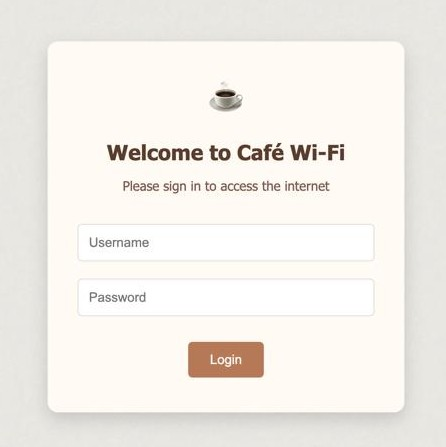 Welcome to Café Wi-Fi
Please sign in to access the internet
Username
Password
Login